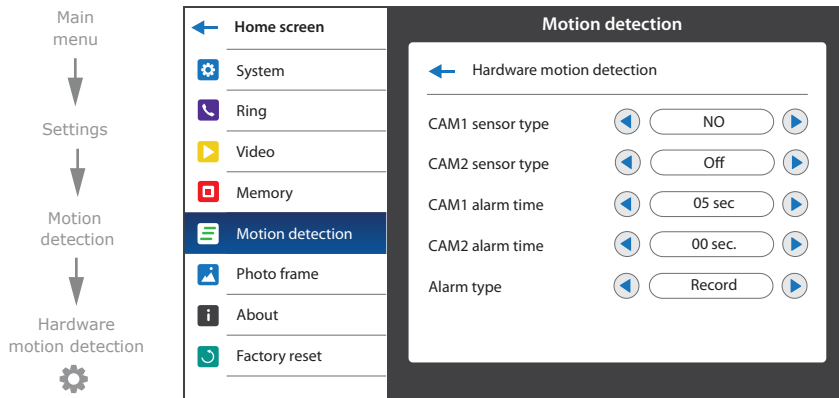 Main
menu
Settings
Motion
detection
Hardware
motion detection
Home screen
System
Ring
Video
Memory
Motion detection
Photo frame
About
Factory reset
Motion detection
Hardware motion detection
CAM1 sensor type NO
CAM2 sensor type Off
CAM1 alarm time 05 sec
CAM2 alarm time 00 sec.
Alarm type Record